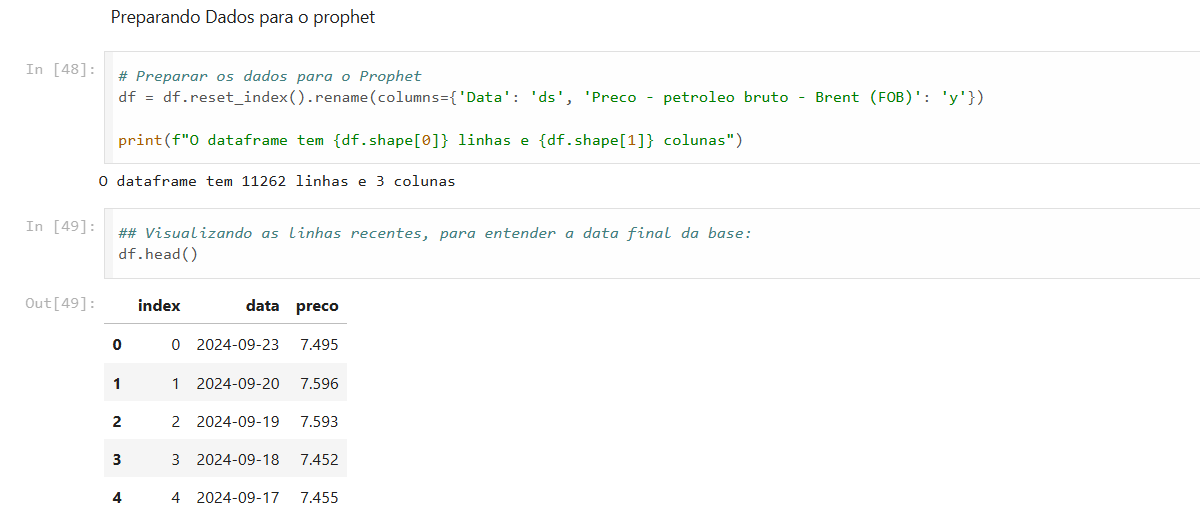 Preparando Dados para o prophet
In [48]:
# Preparar os dados para o Prophet
df = df.reset_index().rename(columns={'Data': 'ds', 'Preco - petroleo bruto - Brent (FOB)': 'y'})
print(f"O dataframe tem {df.shape[0]} linhas e {df.shape[1]} colunas")
O dataframe tem 11262 linhas e 3 colunas
In [49]:
## Visualizando as linhas recentes, para entender a data final da base:
df.head()
Out[49]:
index data preco
0 0 2024-09-23 7.495
1 1 2024-09-20 7.596
2 2 2024-09-19 7.593
3 3 2024-09-18 7.452
4 4 2024-09-17 7.455